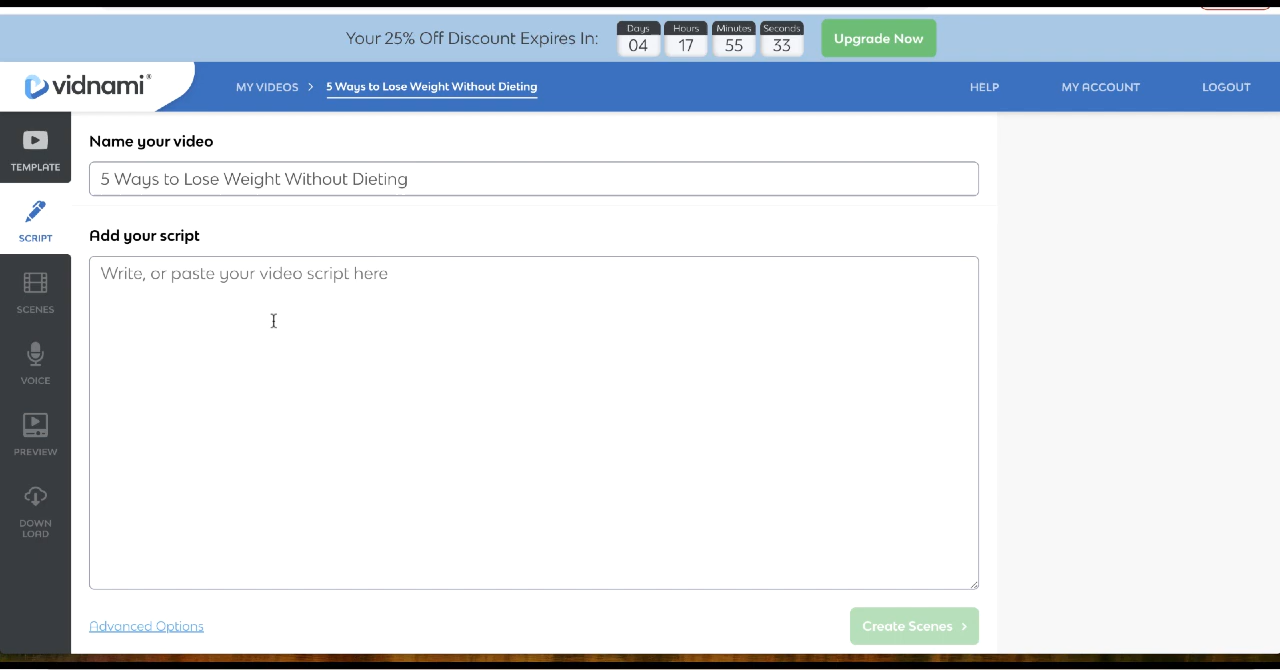 Your 25% Off Discount Expires In:
Days Hours Minutes Seconds
04 17 55 33
Upgrade Now
vidnami®
MY VIDEOS > 5 Ways to Lose Weight Without Dieting
HELP
MY ACCOUNT
LOGOUT
TEMPLATE
SCRIPT
SCENES
VOICE
PREVIEW
DOWN
LOAD
Name your video
5 Ways to Lose Weight Without Dieting
Add your script
Write, or paste your video script here
Advanced Options
Create Scenes >